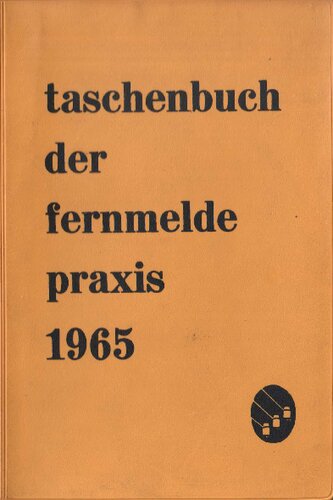 taschenbuch
der
fernmelde
praxis
1965